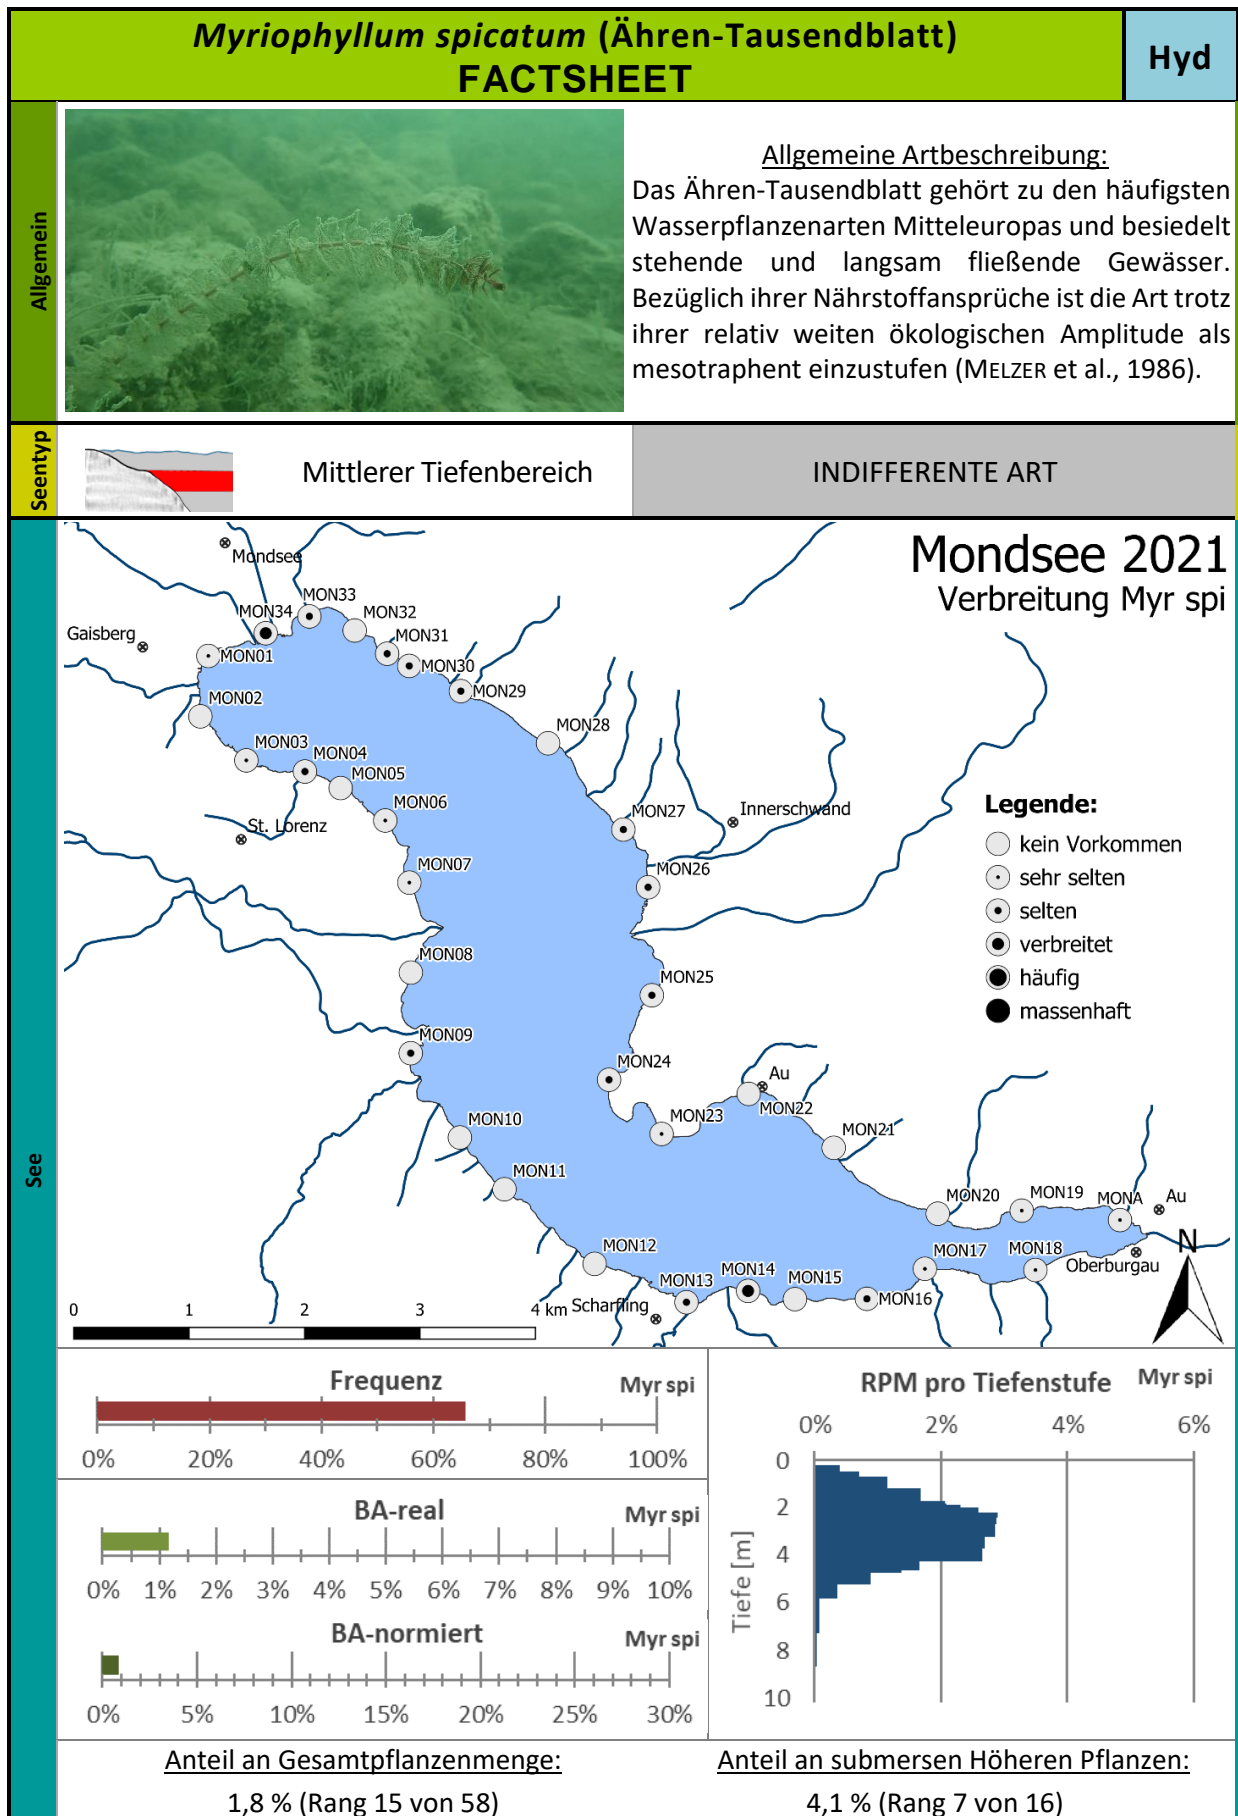 Myriophyllum spicatum (Ähren-Tausendblatt)
FACTSHEET
Hyd
Allgemein
Allgemeine Artbeschreibung:
Das Ähren-Tausendblatt gehört zu den häufigsten
Wasserpflanzenarten Mitteleuropas und besiedelt
stehende und langsam fließende Gewässer.
Bezüglich ihrer Nährstoffansprüche ist die Art trotz
ihrer relativ weiten ökologischen Amplitude als
mesotraphent einzustufen (MELZER et al., 1986).
Seentyp
Mittlerer Tiefenbereich
INDIFFERENTE ART
See
Mondsee 2021
Verbreitung Myr spi
Mondsee
MON33
MON34
MON32
Gaisberg
MON31
MON01
MON30
MON29
MON02
MON28
MON03
MON04
MON05
MON06
MON27
Innerschwand
St. Lorenz
MON07
MON26
MON08
MON25
MON09
MON24
Au
MON22
MON23
MON10
MON21
MON11
MON20
MON19
MONA
Au
MON12
MON17
MON18
Oberburgau
MON13
MON14
MON15
MON16
Scharfling
N
0 1 2 3 4 km
Legende:
kein Vorkommen
sehr selten
selten
verbreitet
häufig
massenhaft
Frequenz
Myr spi
0% 20% 40% 60% 80% 100%
BA-real
Myr spi
0% 1% 2% 3% 4% 5% 6% 7% 8% 9% 10%
BA-normiert
Myr spi
0% 5% 10% 15% 20% 25% 30%
RPM pro Tiefenstufe
Myr spi
0% 2% 4% 6%
0
2
4
6
8
10
Tiefe [m]
Anteil an Gesamtpflanzenmenge:
1,8 % (Rang 15 von 58)
Anteil an submersen Höheren Pflanzen:
4,1 % (Rang 7 von 16)